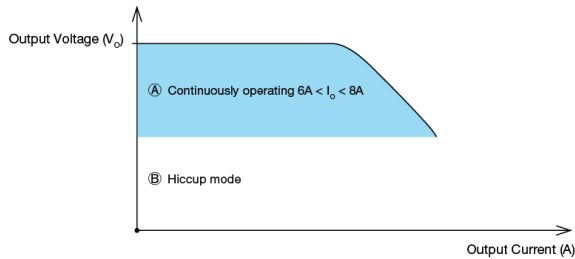 Output Voltage (Vo)
Ⓐ Continuously operating 6A < Io < 8A
Ⓑ Hiccup mode
Output Current (A)